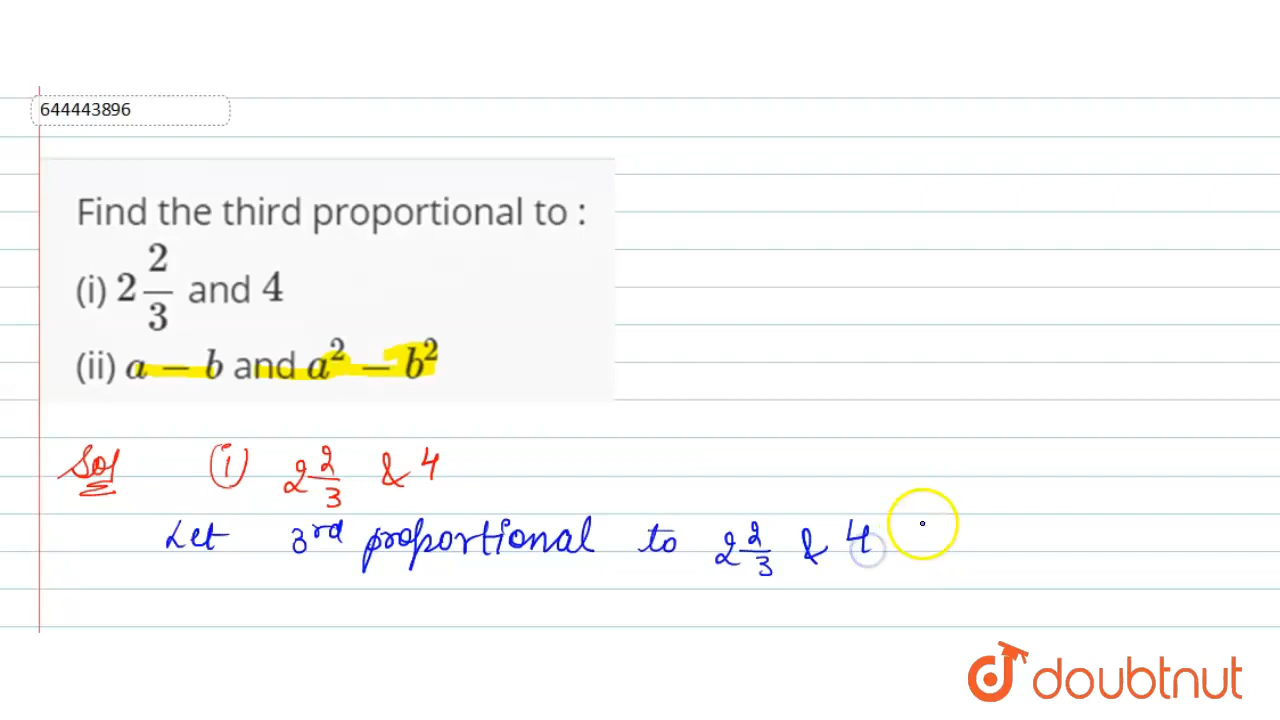 644443896
Find the third proportional to :
(i) 2 2/3 and 4
(ii) a − b and a² − b²
Sol (i) 2 2/3 & 4
Let 3rd proportional to 2 2/3 & 4
doubtnut